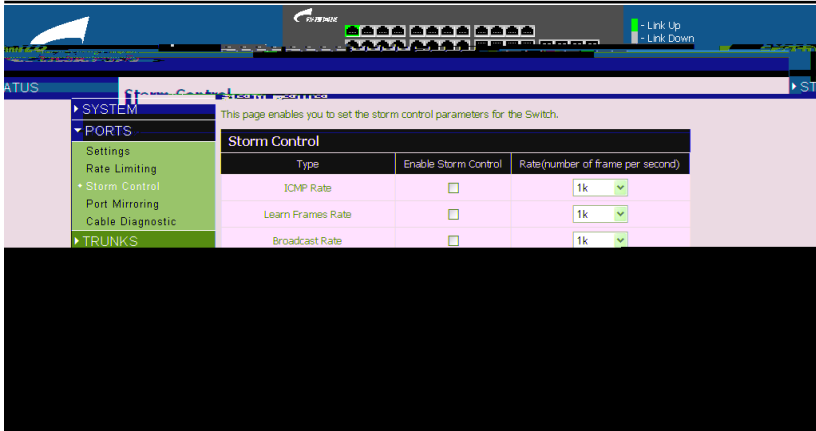 - Link Up
- Link Down
ATUS
Storm Control
ST
SYSTEM
This page enables you to set the storm control parameters for the Switch.
PORTS
Storm Control
Settings
Type Enable Storm Control Rate(number of frame per second)
Rate Limiting
Storm Control
ICMP Rate 1k
Port Mirroring
Learn Frames Rate 1k
Cable Diagnostic
TRUNKS
Broadcast Rate 1k